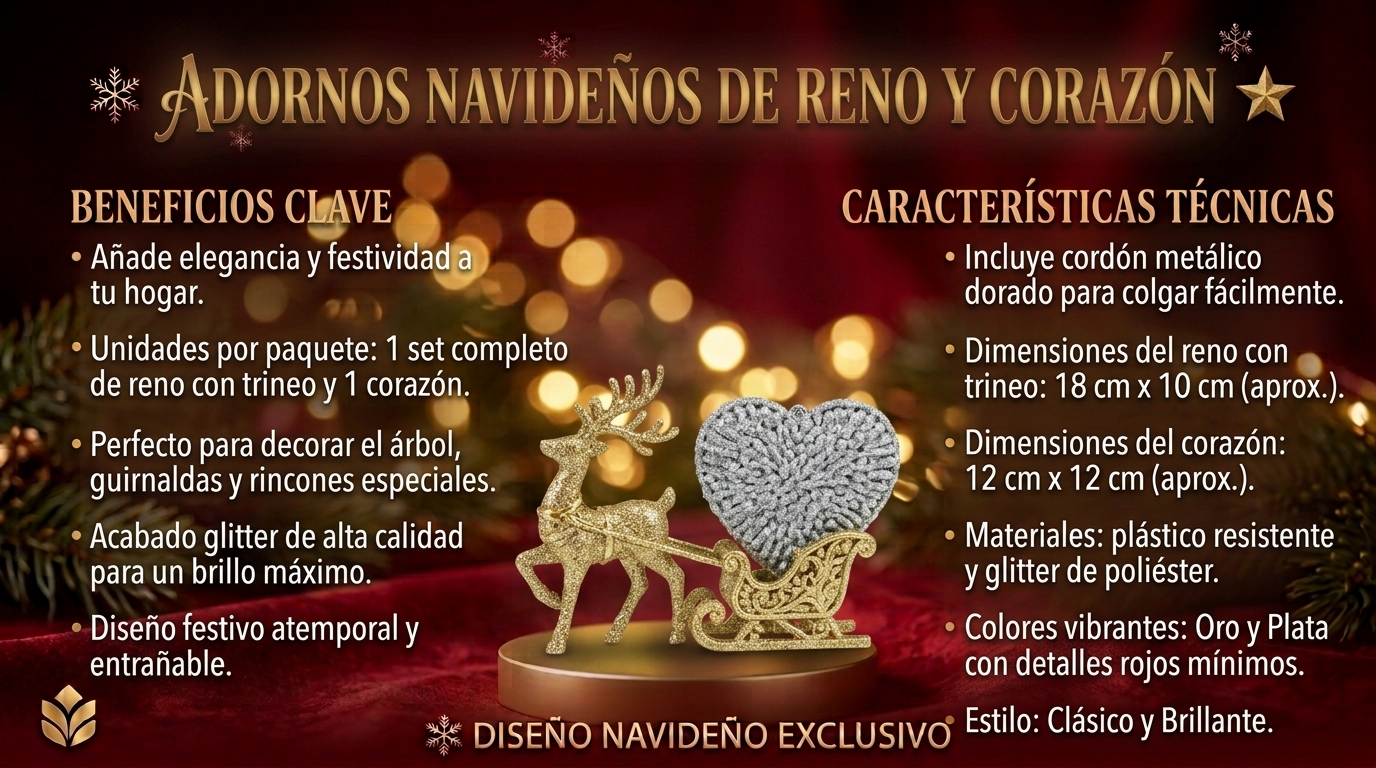 ADORNOS NAVIDEÑOS DE RENO Y CORAZÓN
BENEFICIOS CLAVE
• Añade elegancia y festividad a
tu hogar.
• Unidades por paquete: 1 set completo
de reno con trineo y 1 corazón.
• Perfecto para decorar el árbol,
guirnaldas y rincones especiales.
• Acabado glitter de alta calidad
para un brillo máximo.
• Diseño festivo atemporal y
entrañable.
CARACTERÍSTICAS TÉCNICAS
• Incluye cordón metálico
dorado para colgar fácilmente.
• Dimensiones del reno con
trineo: 18 cm x 10 cm (aprox.).
• Dimensiones del corazón:
12 cm x 12 cm (aprox.).
• Materiales: plástico resistente
y glitter de poliéster.
• Colores vibrantes: Oro y Plata
con detalles rojos mínimos.
• Estilo: Clásico y Brillante.
DISEÑO NAVIDEÑO EXCLUSIVO